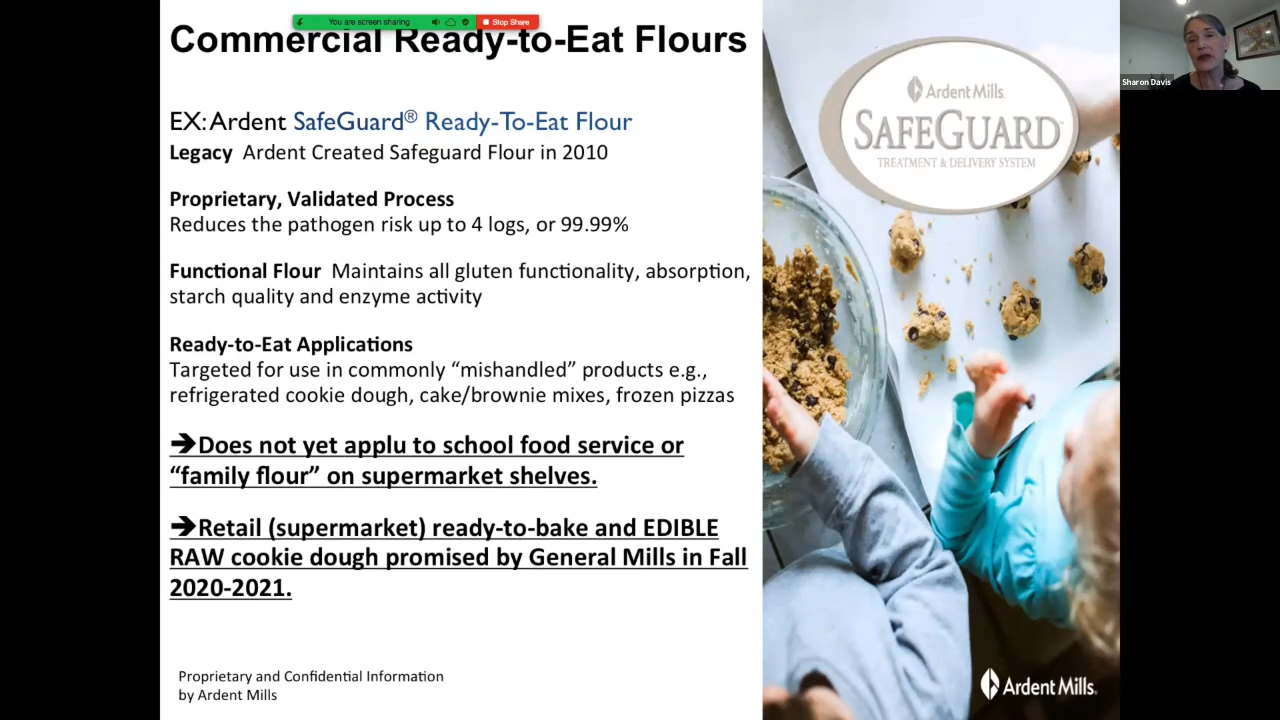 You are screen sharing
Stop Share
Commercial Ready-to-Eat Flours
EX: Ardent SafeGuard® Ready-To-Eat Flour
Legacy Ardent Created Safeguard Flour in 2010
Proprietary, Validated Process
Reduces the pathogen risk up to 4 logs, or 99.99%
Functional Flour Maintains all gluten functionality, absorption,
starch quality and enzyme activity
Ready-to-Eat Applications
Targeted for use in commonly “mishandled” products e.g.,
refrigerated cookie dough, cake/brownie mixes, frozen pizzas
➔Does not yet applu to school food service or
“family flour” on supermarket shelves.
➔Retail (supermarket) ready-to-bake and EDIBLE
RAW cookie dough promised by General Mills in Fall
2020-2021.
Proprietary and Confidential Information
by Ardent Mills
Ardent Mills
SAFEGUARD™
TREATMENT & DELIVERY SYSTEM
Ardent Mills
Sharon Davis